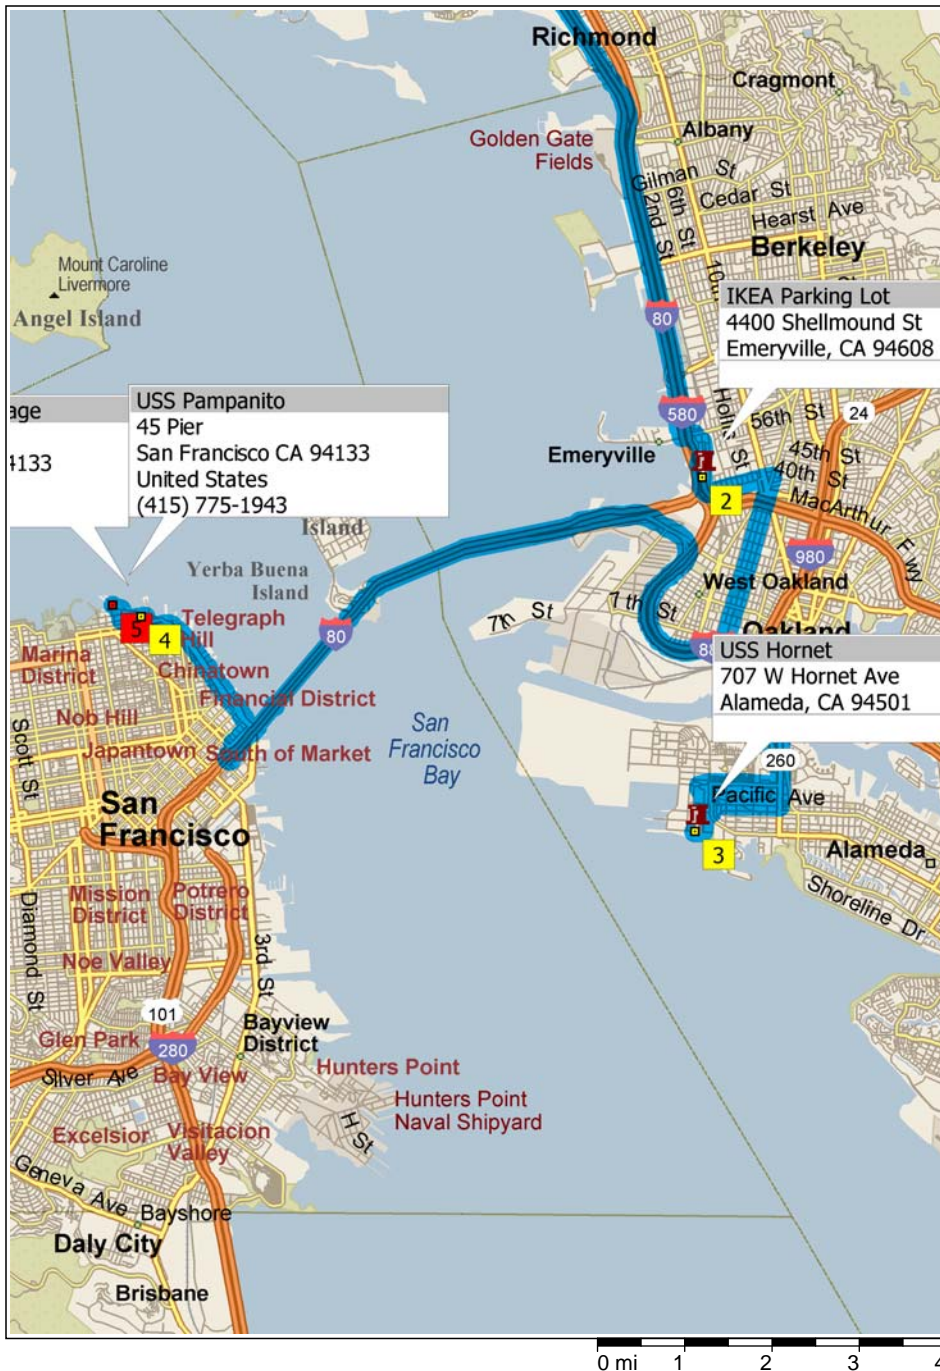 Richmond
Cragmont
Albany
Golden Gate
Fields
Gilman St
6th St
2nd St
Cedar St
Hearst Ave
Berkeley
10th
Mount Caroline
Livermore
Angel Island
80
IKEA Parking Lot
4400 Shellmound St
Emeryville, CA 94608
age
4133
USS Pampanito
45 Pier
San Francisco CA 94133
United States
(415) 775-1943
580
Hollis St
56th St
24
45th St
40th St
Emeryville
2
MacArthur Fwy
Island
980
Yerba Buena
Island
West Oakland
7th St
7th St
80
Telegraph
Hill
5
4
Oakland
88
USS Hornet
707 W Hornet Ave
Alameda, CA 94501
Marina
District
Chinatown
Financial District
Nob Hill
Scott St
Japantown
South of Market
San
Francisco
Bay
260
Pacific Ave
San
Francisco
3
Alameda
Shoreline Dr
Mission
District
Potrero
District
Diamond St
3rd St
Noe Valley
101
Bayview
District
Glen Park
280
Silver Ave
Bay View
Hunters Point
Hunters Point
Naval Shipyard
H St
Excelsior
Visitacion
Valley
Geneva Ave
Bayshore
Daly City
Brisbane
0 mi 1 2 3 4